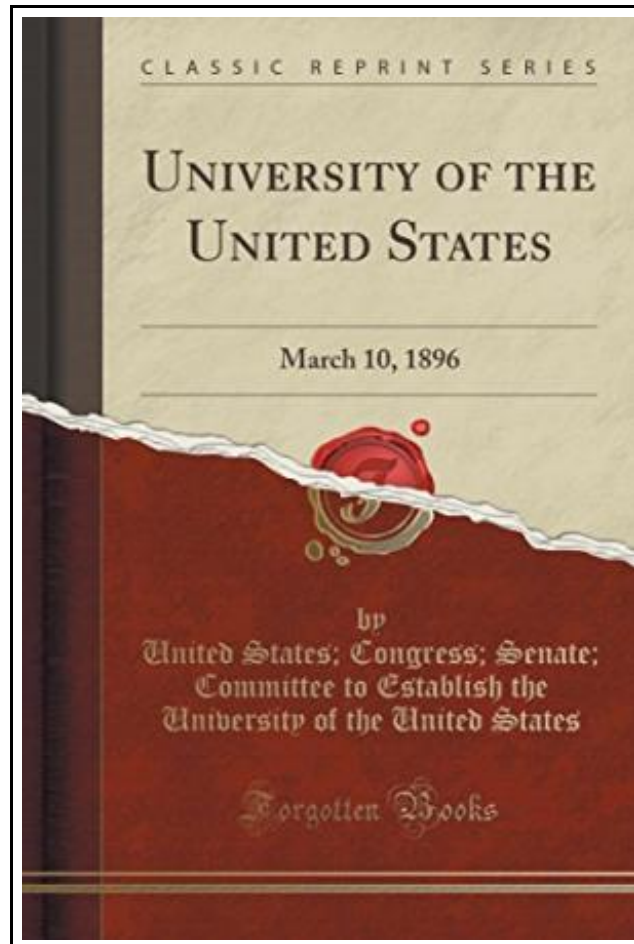 CLASSIC REPRINT SERIES
UNIVERSITY OF THE
UNITED STATES
March 10, 1896
by
United States; Congress; Senate;
Committee to Establish the
University of the United States
Forgotten Books